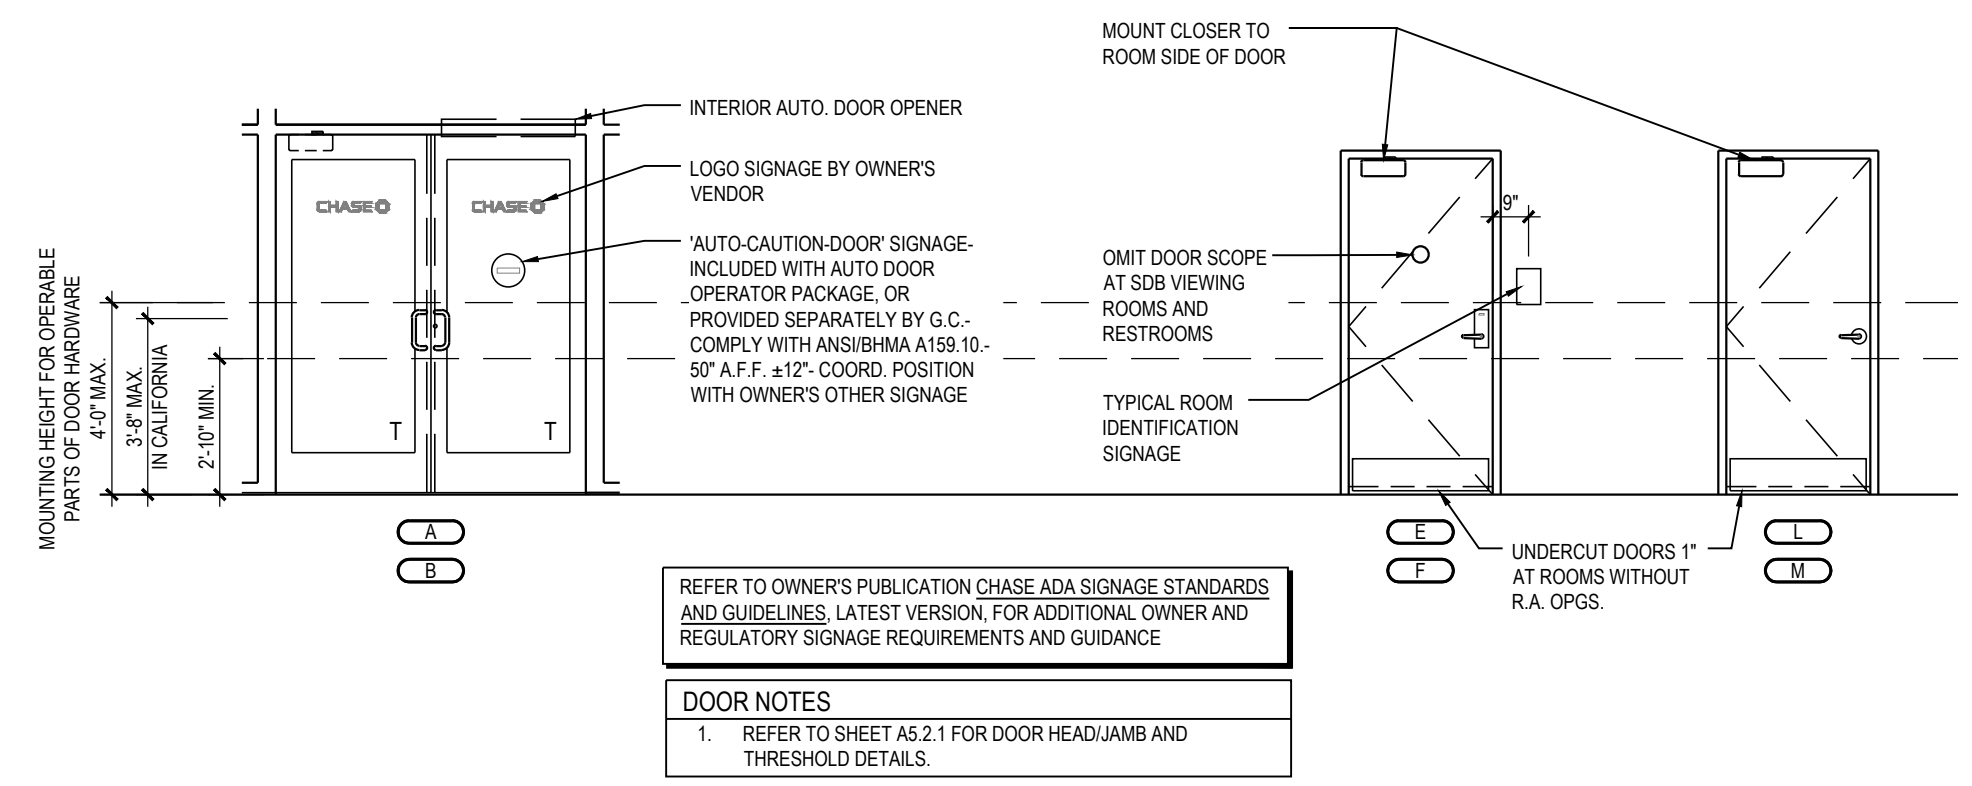 MOUNT CLOSER TO
ROOM SIDE OF DOOR
INTERIOR AUTO. DOOR OPENER
LOGO SIGNAGE BY OWNER'S
VENDOR
CHASE
CHASE
9"
'AUTO-CAUTION-DOOR' SIGNAGE-
INCLUDED WITH AUTO DOOR
OPERATOR PACKAGE, OR
PROVIDED SEPARATELY BY G.C.-
COMPLY WITH ANSI/BHMA A159.10.-
50" A.F.F. ±12"- COORD. POSITION
WITH OWNER'S OTHER SIGNAGE
OMIT DOOR SCOPE
AT SDB VIEWING
ROOMS AND
RESTROOMS
MOUNTING HEIGHT FOR OPERABLE
PARTS OF DOOR HARDWARE
4'-0" MAX.
3'-8" MAX.
IN CALIFORNIA
2'-10" MIN.
T
T
TYPICAL ROOM
IDENTIFICATION
SIGNAGE
A
B
E
F
L
M
UNDERCUT DOORS 1"
AT ROOMS WITHOUT
R.A. OPGS.
REFER TO OWNER'S PUBLICATION CHASE ADA SIGNAGE STANDARDS
AND GUIDELINES, LATEST VERSION, FOR ADDITIONAL OWNER AND
REGULATORY SIGNAGE REQUIREMENTS AND GUIDANCE
DOOR NOTES
1. REFER TO SHEET A5.2.1 FOR DOOR HEAD/JAMB AND
THRESHOLD DETAILS.